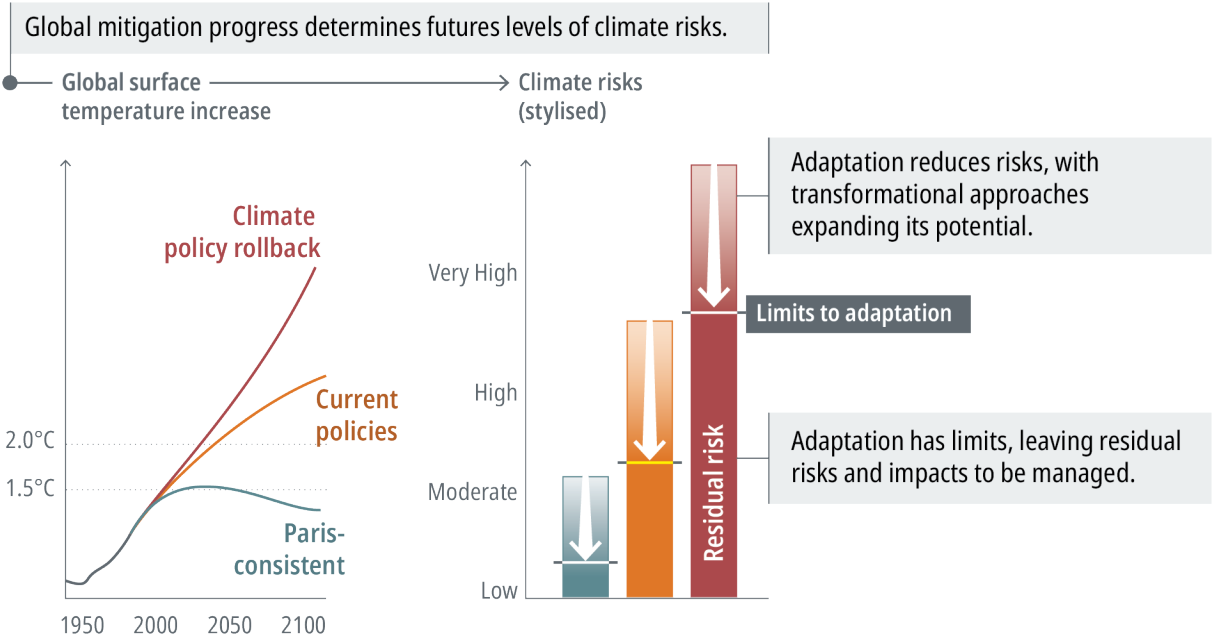 Global mitigation progress determines futures levels of climate risks.
Global surface
temperature increase
Climate risks
(stylised)
Climate
policy rollback
Current
policies
Paris-
consistent
2.0°C
1.5°C
1950 2000 2050 2100
Very High
High
Moderate
Low
Residual risk
Adaptation reduces risks, with
transformational approaches
expanding its potential.
Limits to adaptation
Adaptation has limits, leaving residual
risks and impacts to be managed.